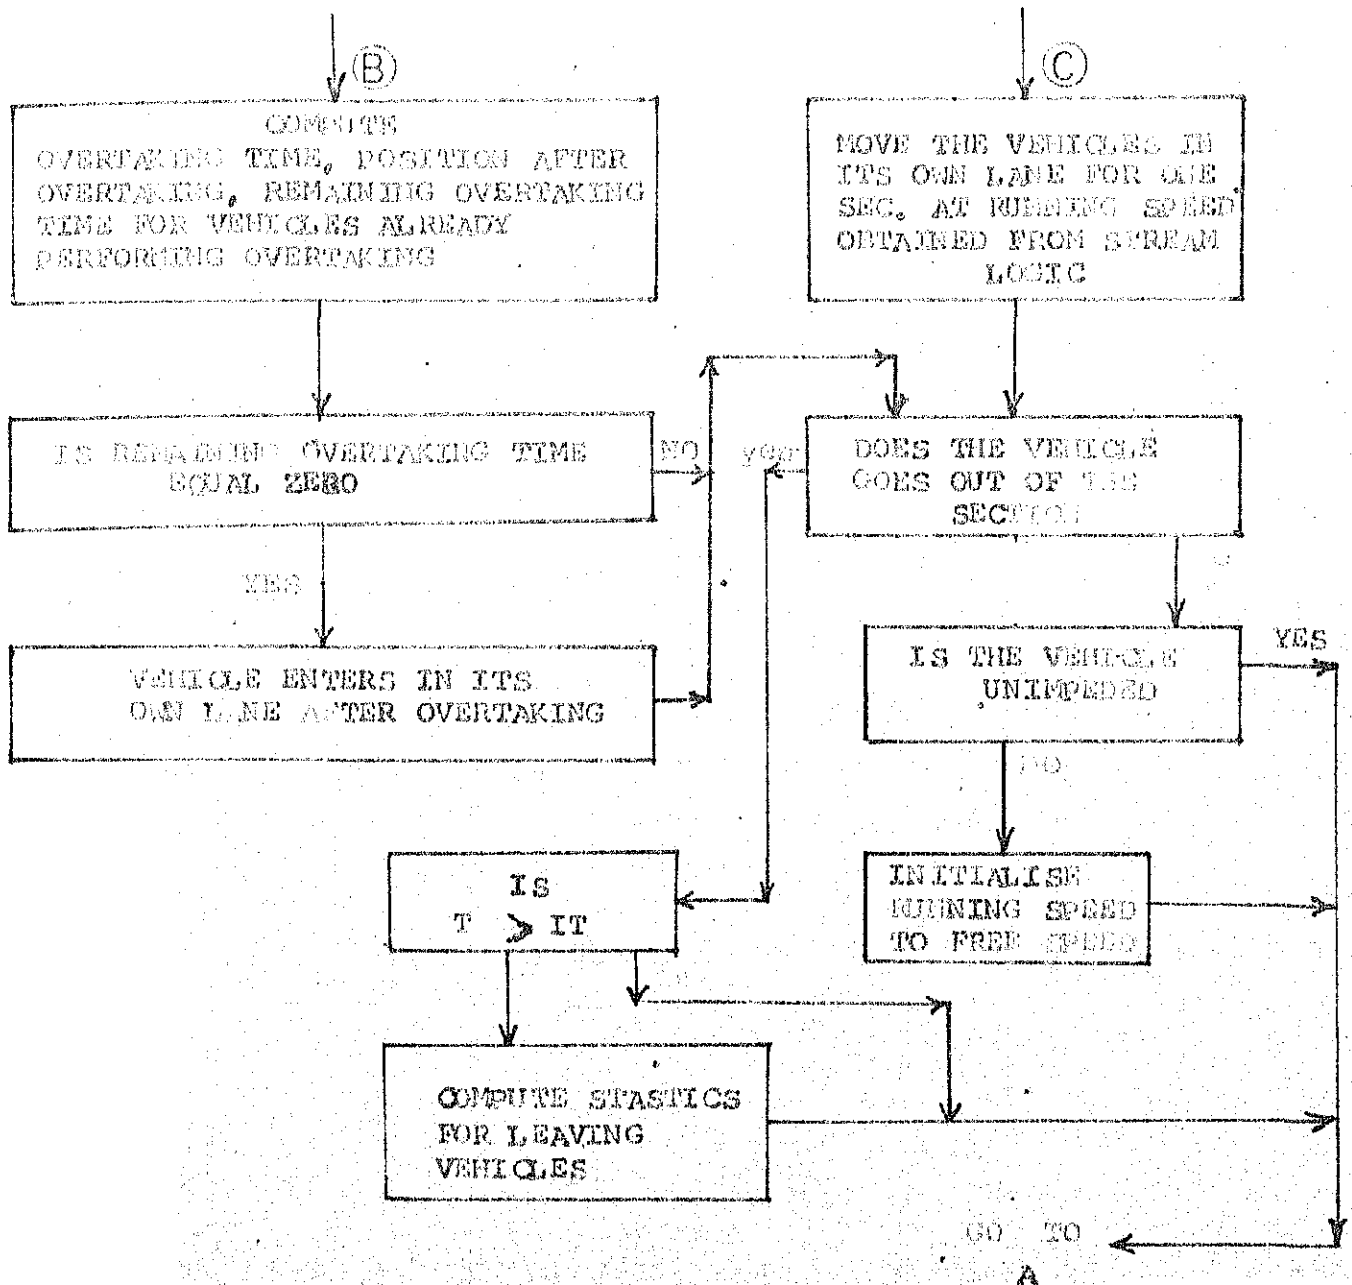 B
COMPUTE
OVERTAKING TIME, POSITION AFTER
OVERTAKING, REMAINING OVERTAKING
TIME FOR VEHICLES ALREADY
PERFORMING OVERTAKING
C
MOVE THE VEHICLES IN
ITS OWN LANE FOR ONE
SEC. AT RUNNING SPEED
OBTAINED FROM STREAM
LOGIC
IS REMAINING OVERTAKING TIME
EQUAL ZERO
NO
yes
DOES THE VEHICLE
GOES OUT OF THE
SECTION
YES
VEHICLE ENTERS IN ITS
OWN LANE AFTER OVERTAKING
IS THE VEHICLE
UNIMPEDED
YES
NO
IS
T > IT
INITIALISE
RUNNING SPEED
TO FREE SPEED
COMPUTE STASTICS
FOR LEAVING
VEHICLES
GO TO
A